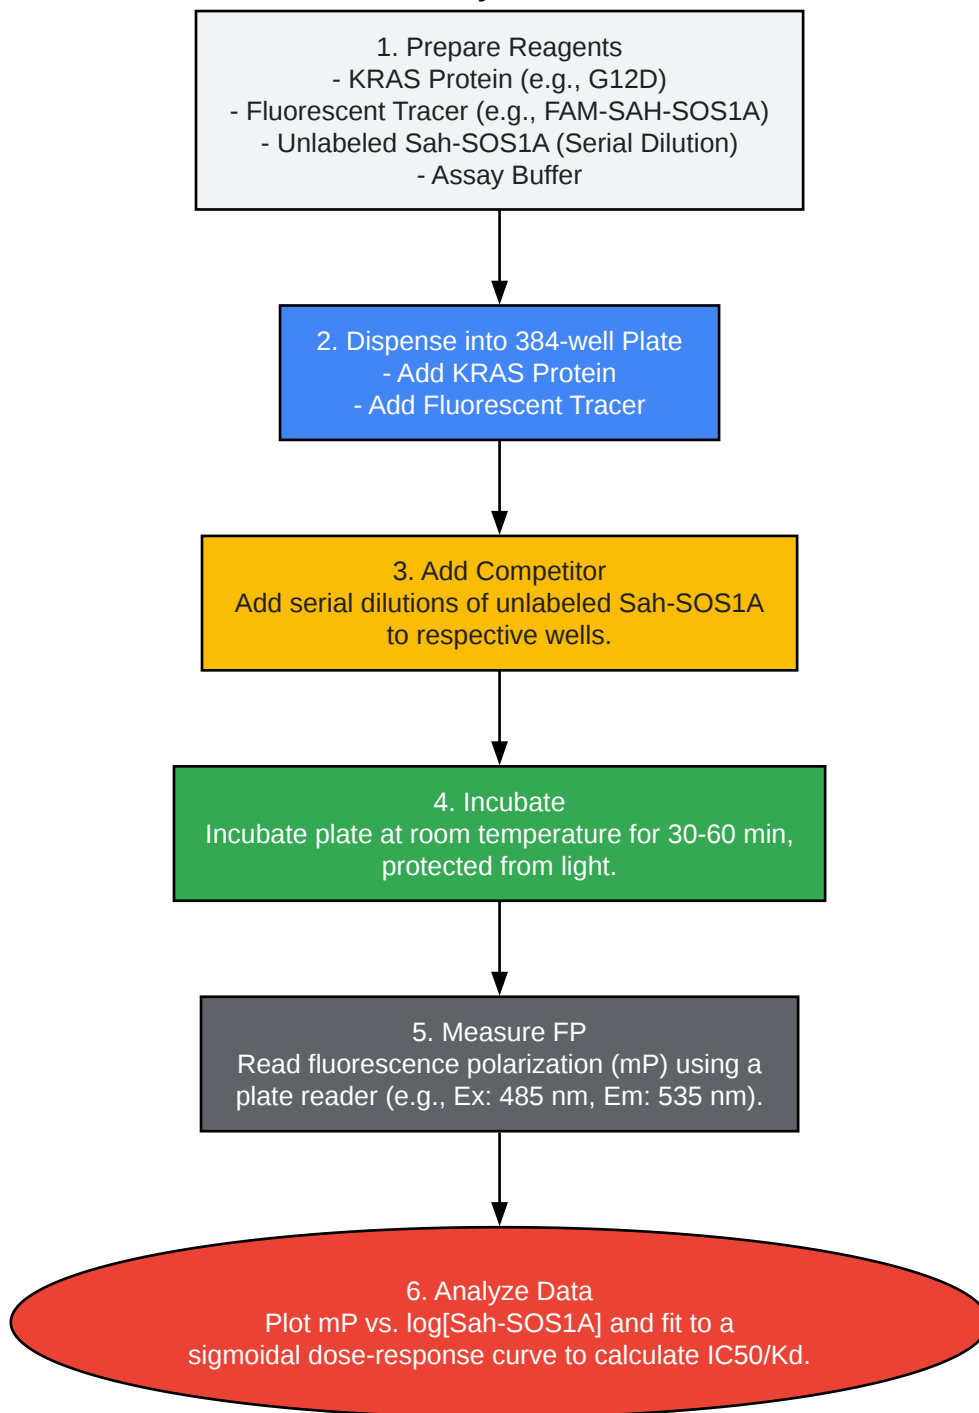 1. Prepare Reagents
- KRAS Protein (e.g., G12D)
- Fluorescent Tracer (e.g., FAM-SAH-SOS1A)
- Unlabeled Sah-SOS1A (Serial Dilution)
- Assay Buffer
2. Dispense into 384-well Plate
- Add KRAS Protein
- Add Fluorescent Tracer
3. Add Competitor
Add serial dilutions of unlabeled Sah-SOS1A
to respective wells.
4. Incubate
Incubate plate at room temperature for 30-60 min,
protected from light.
5. Measure FP
Read fluorescence polarization (mP) using a
plate reader (e.g., Ex: 485 nm, Em: 535 nm).
6. Analyze Data
Plot mP vs. log[Sah-SOS1A] and fit to a
sigmoidal dose-response curve to calculate IC50/Kd.